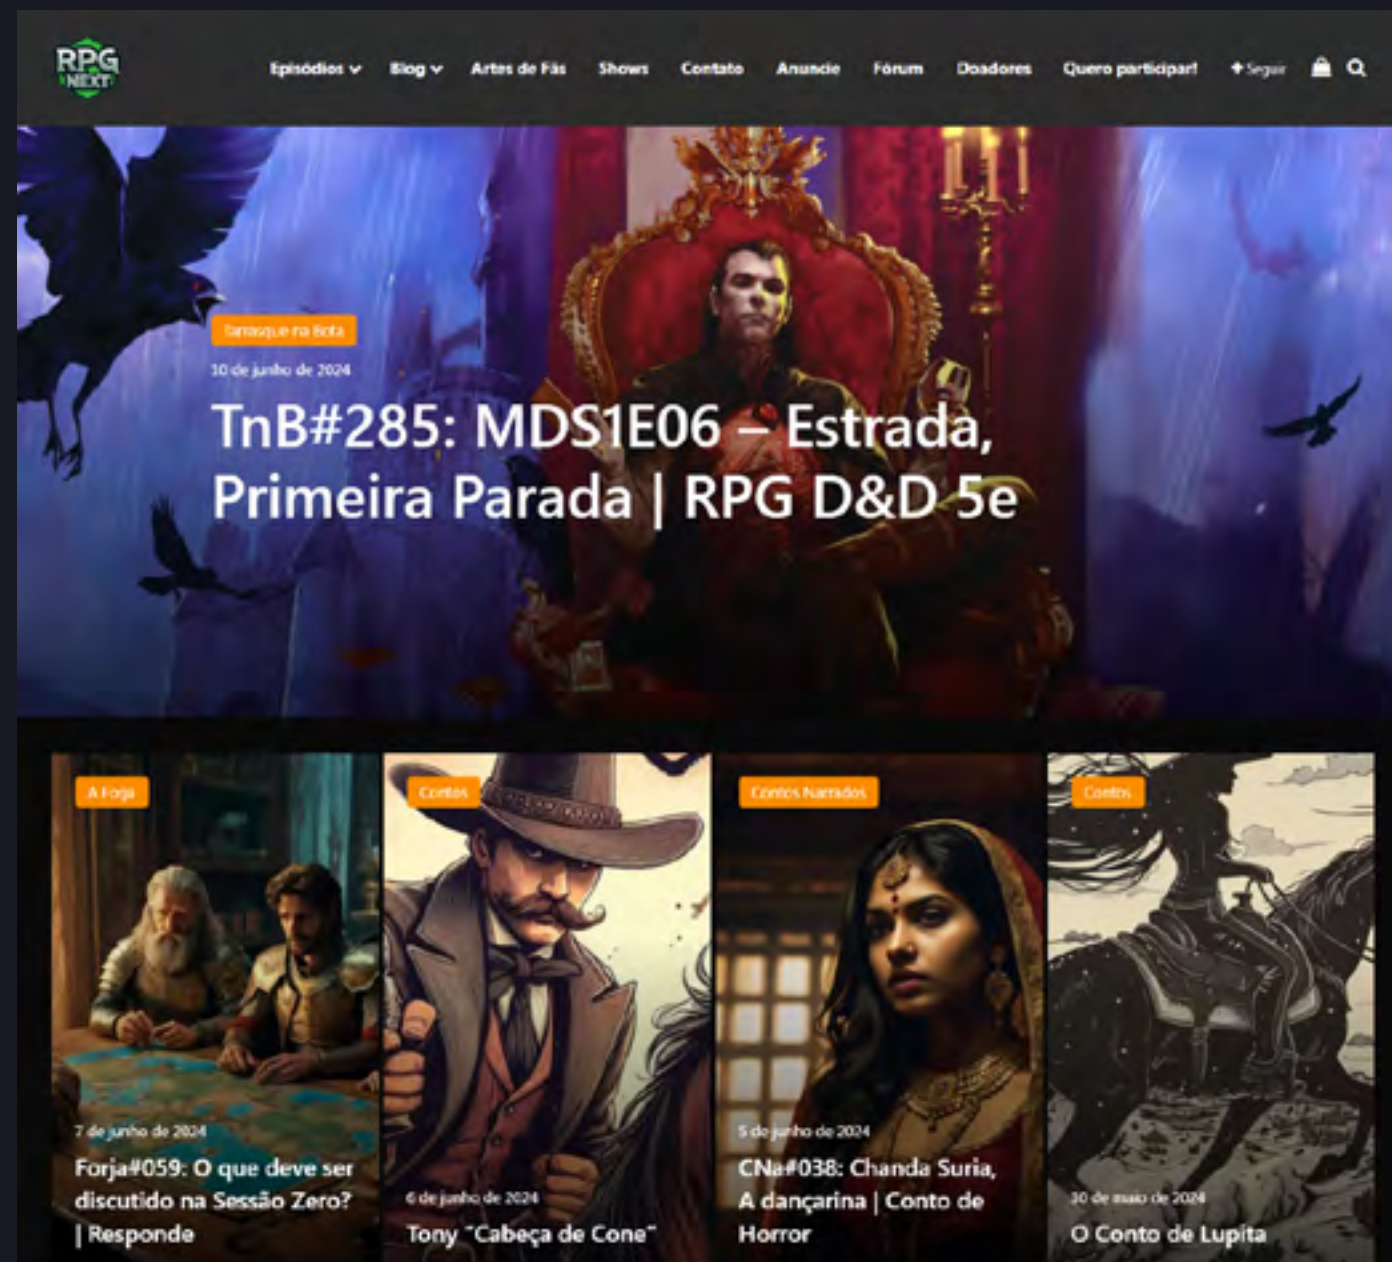 RPG
NEXT
Episódios Blog Artes de Fãs Shows Contato Anuncie Fórum Doadores Quero participar! Seguir
Tarrasque na Bota
10 de junho de 2024
TnB#285: MDS1E06 – Estrada,
Primeira Parada | RPG D&D 5e
A Forja
7 de junho de 2024
Forja#059: O que deve ser
discutido na Sessão Zero?
| Responde
Contos
6 de junho de 2024
Tony "Cabeça de Cone"
Contos Narrados
5 de junho de 2024
CNa#038: Chanda Suria,
A dançarina | Conto de
Horror
Contos
30 de maio de 2024
O Conto de Lupita